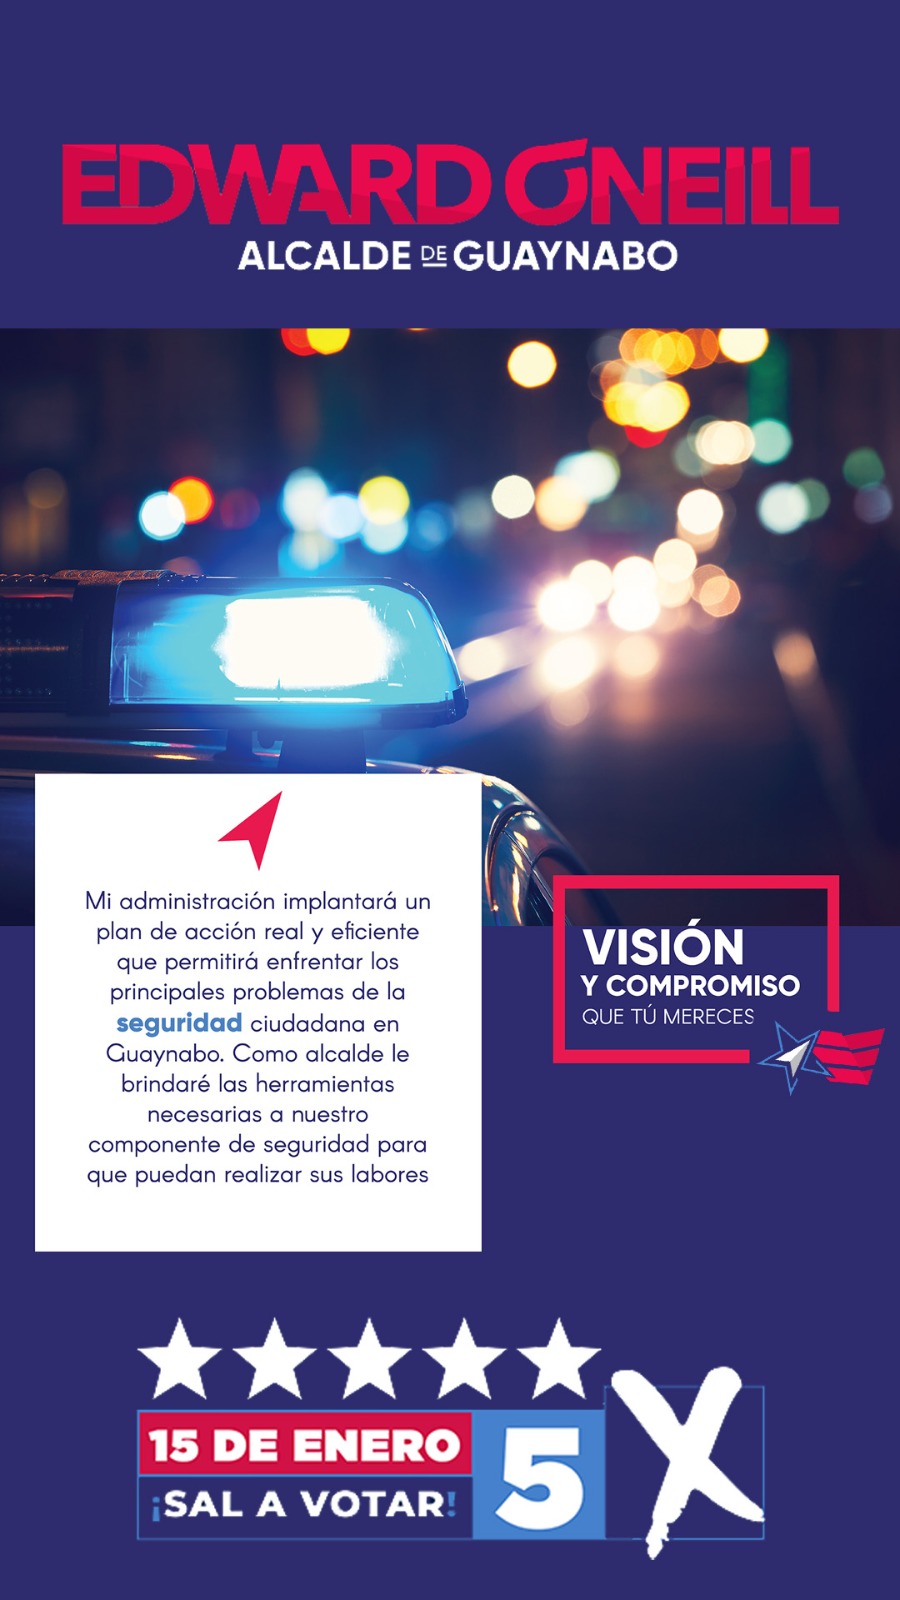 EDWARD ONEILL
ALCALDE DE GUAYNABO
Mi administración implantará un
plan de acción real y eficiente
que permitirá enfrentar los
principales problemas de la
seguridad ciudadana en
Guaynabo. Como alcalde le
brindaré las herramientas
necesarias a nuestro
componente de seguridad para
que puedan realizar sus labores
VISIÓN
Y COMPROMISO
QUE TÚ MERECES
15 DE ENERO
¡SAL A VOTAR!
5 X